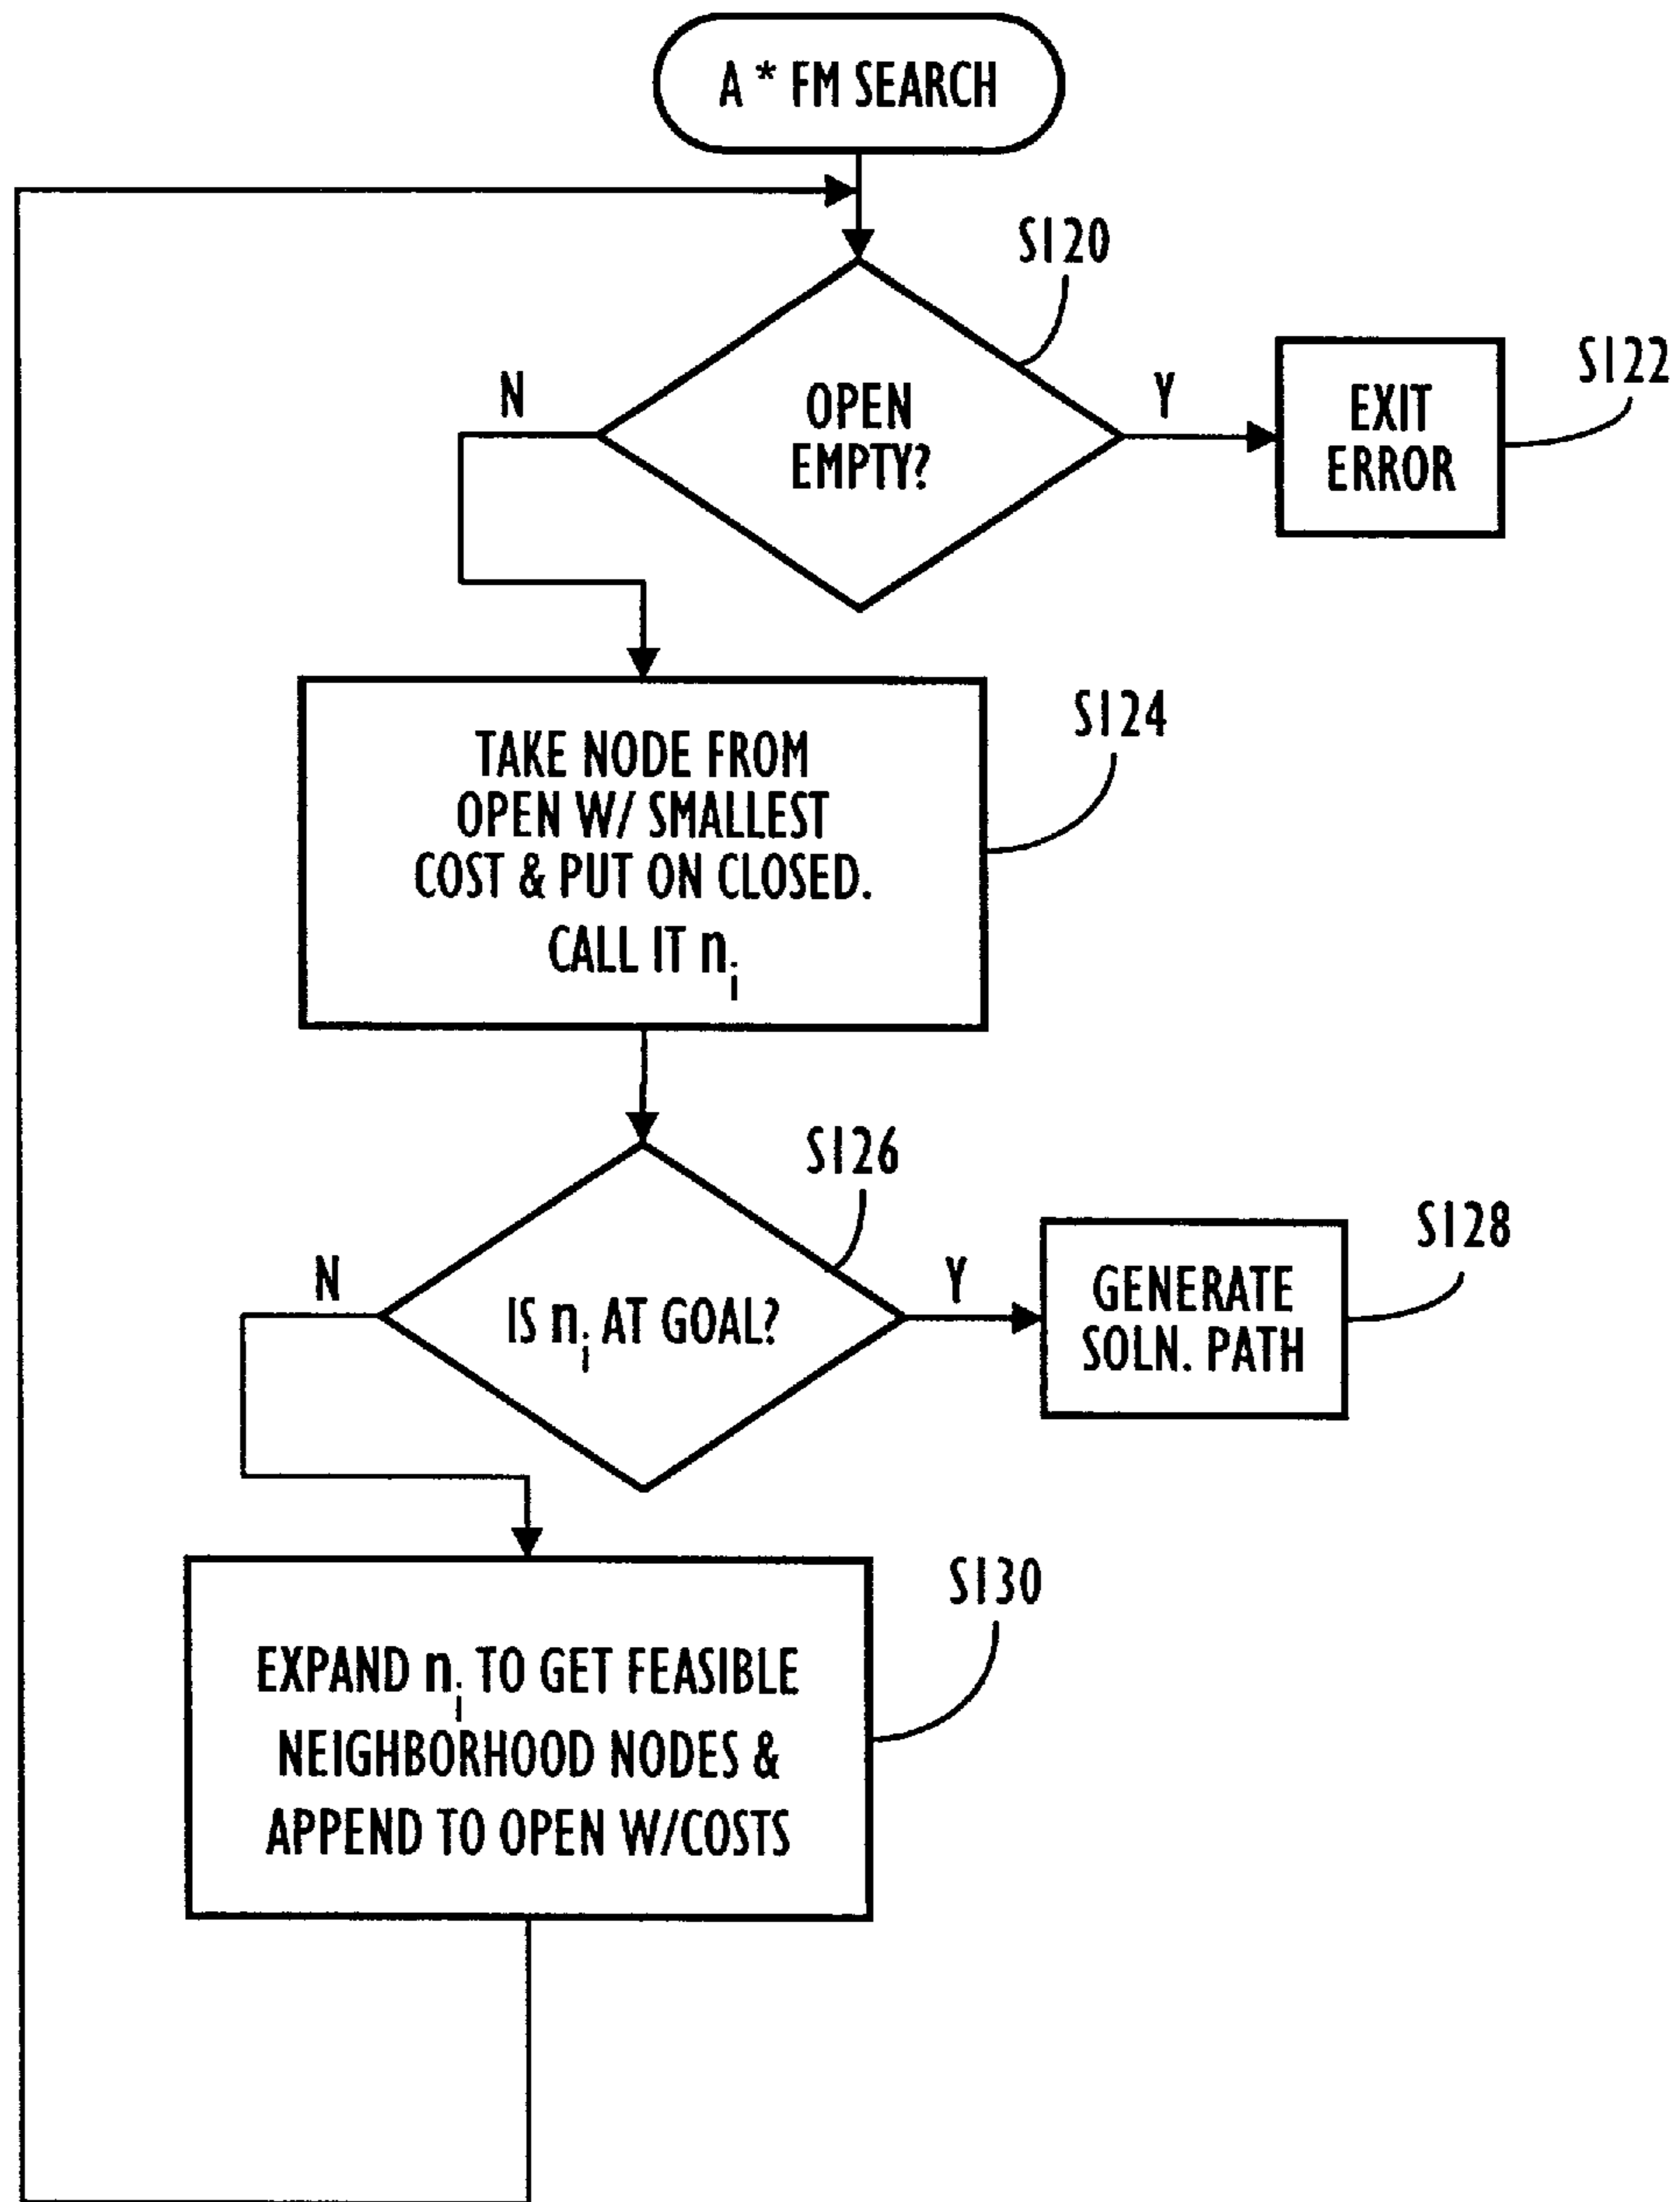 A * FM SEARCH
S120
OPEN
EMPTY?
N
Y
EXIT
ERROR
S122
TAKE NODE FROM
OPEN W/ SMALLEST
COST & PUT ON CLOSED.
CALL IT ni
S124
S126
IS ni AT GOAL?
N
Y
GENERATE
SOLN. PATH
S128
EXPAND ni TO GET FEASIBLE
NEIGHBORHOOD NODES &
APPEND TO OPEN W/COSTS
S130